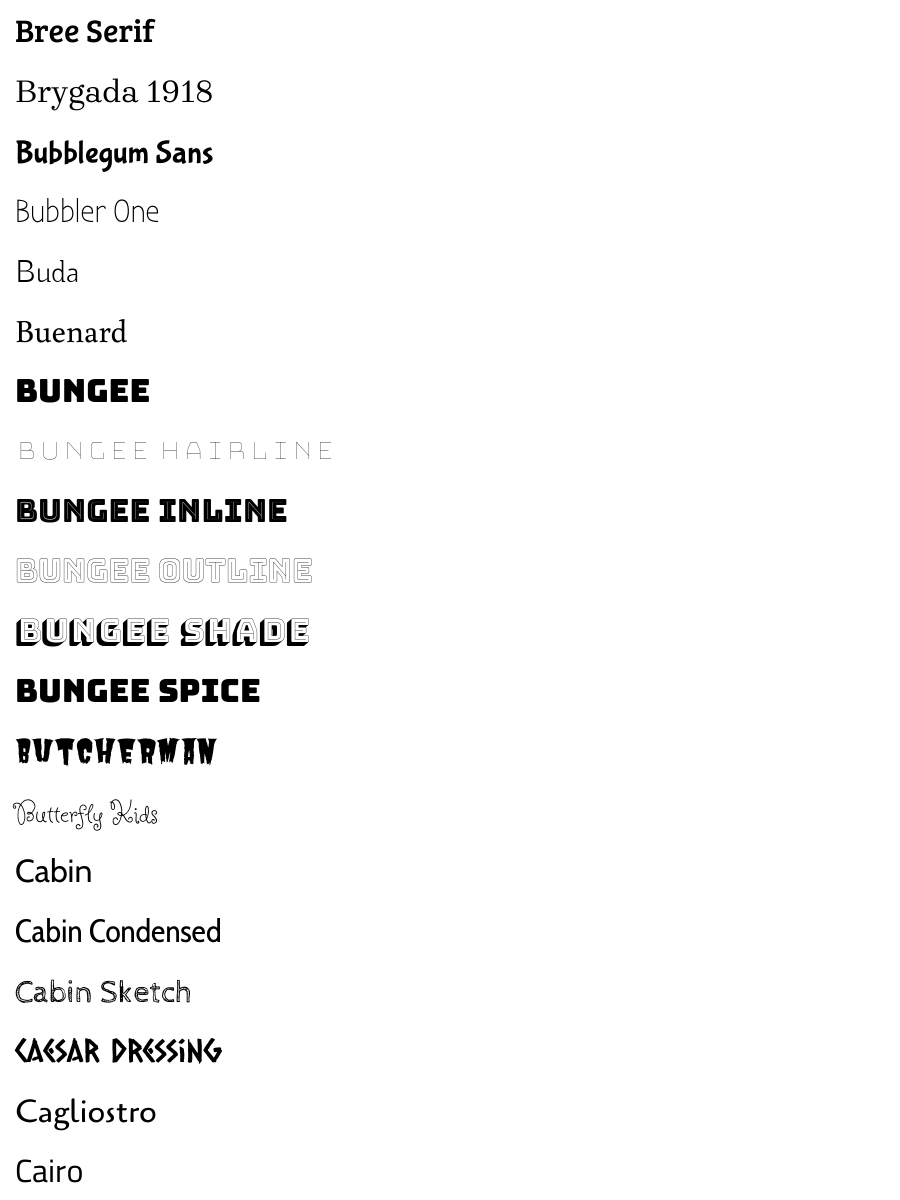 Bree Serif
Brygada 1918
Bubblegum Sans
Bubbler One
Buda
Buenard
BUNGEE
BUNGEE HAIRLINE
BUNGEE INLINE
BUNGEE OUTLINE
BUNGEE SHADE
BUNGEE SPICE
BUTCHERMAN
Butterfly Kids
Cabin
Cabin Condensed
Cabin Sketch
CAESAR DRESSiNG
Cagliostro
Cairo